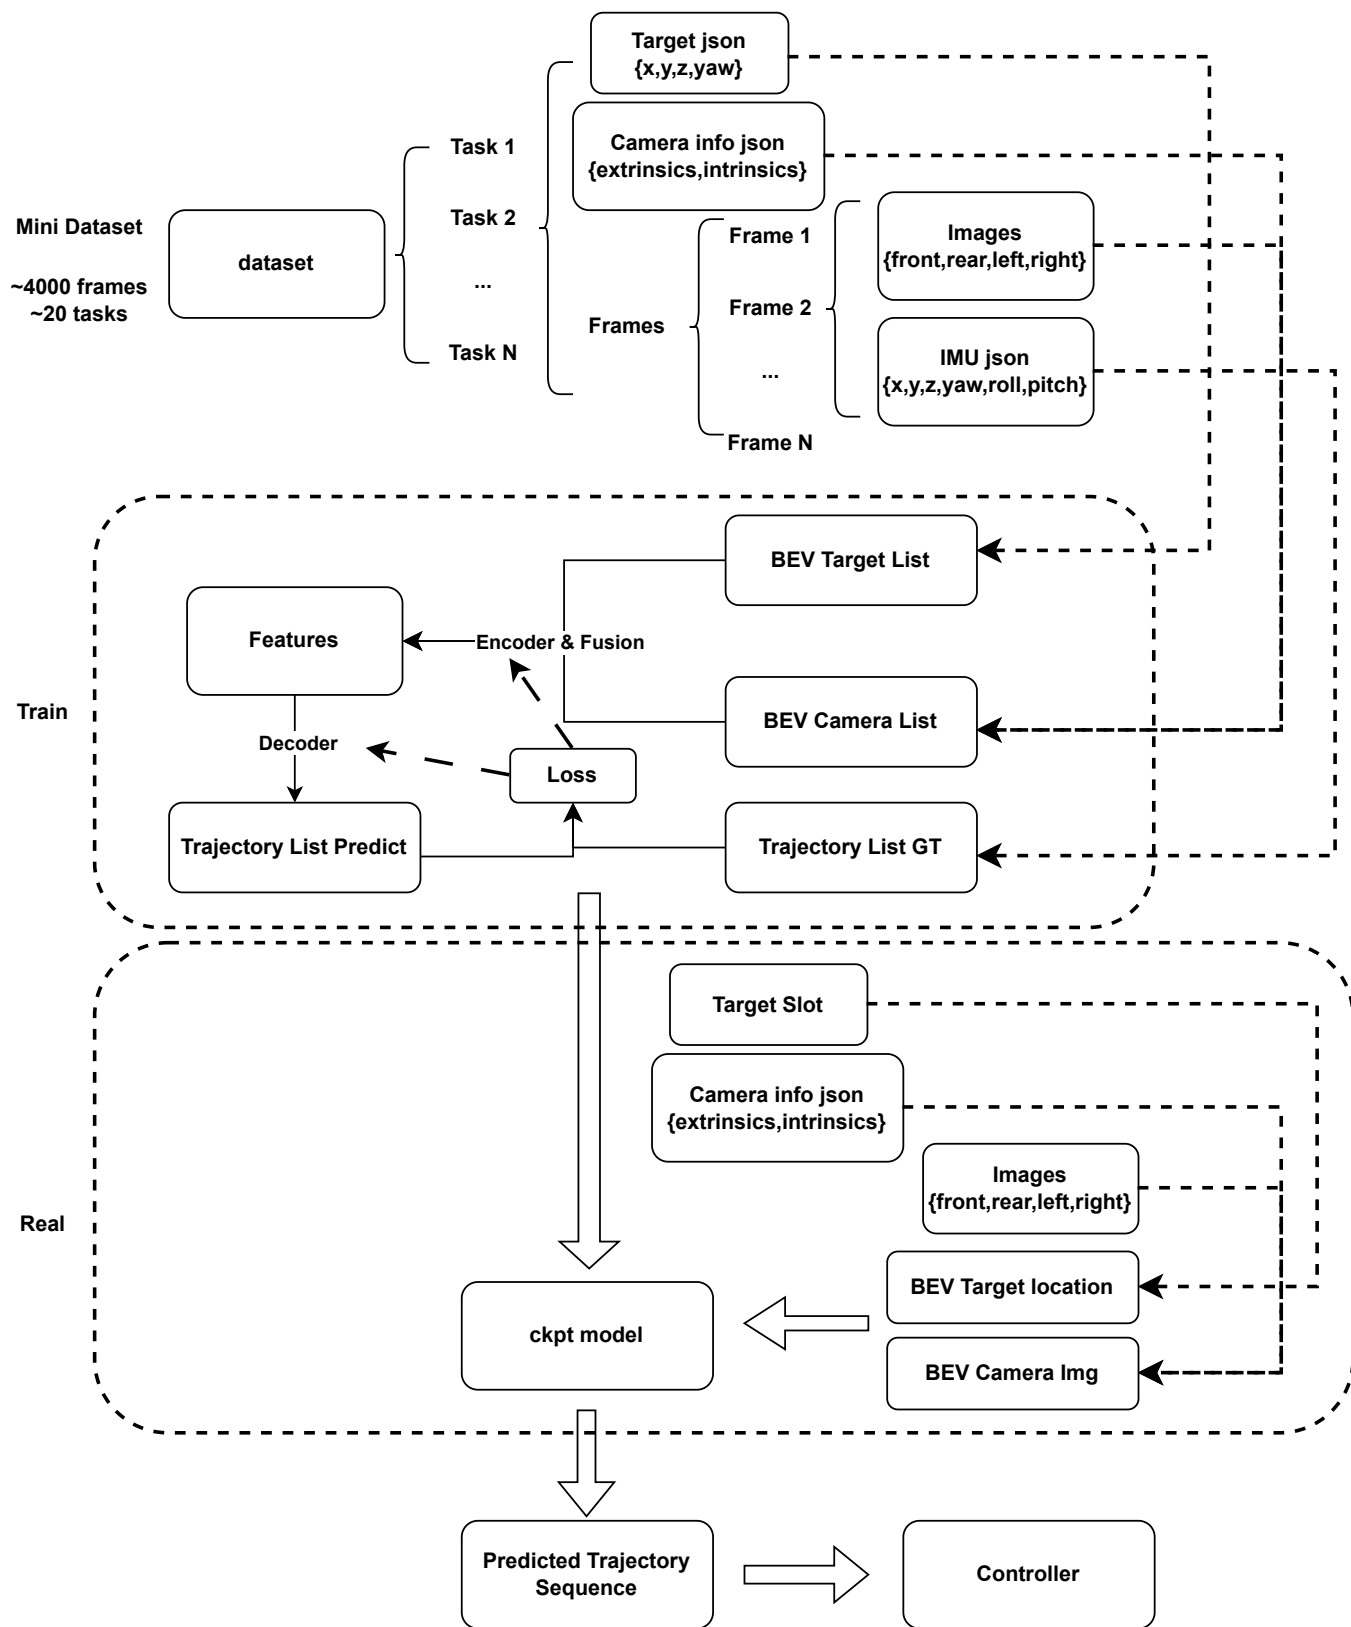 Target json
{x,y,z,yaw}
Camera info json
{extrinsics,intrinsics}
Task 1
Task 2
...
Task N
Mini Dataset
~4000 frames
~20 tasks
dataset
Frames
Frame 1
Frame 2
...
Frame N
Images
{front,rear,left,right}
IMU json
{x,y,z,yaw,roll,pitch}
Train
BEV Target List
Features
Encoder & Fusion
BEV Camera List
Decoder
Loss
Trajectory List Predict
Trajectory List GT
Real
Target Slot
Camera info json
{extrinsics,intrinsics}
Images
{front,rear,left,right}
BEV Target location
ckpt model
BEV Camera Img
Predicted Trajectory
Sequence
Controller